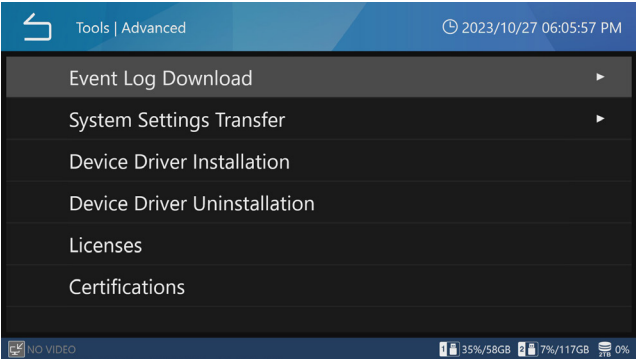 Tools | Advanced
2023/10/27 06:05:57 PM
Event Log Download
System Settings Transfer
Device Driver Installation
Device Driver Uninstallation
Licenses
Certifications
NO VIDEO
1 35%/58GB 2 7%/117GB 2TB 0%